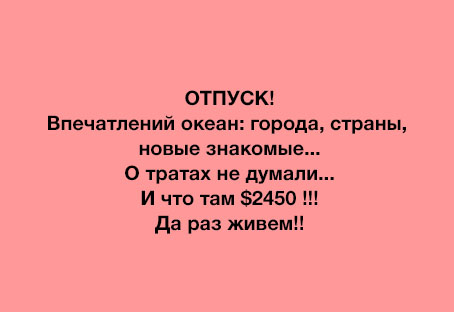 ОТПУСК!
Впечатлений океан: города, страны,
новые знакомые...
О тратах не думали...
И что там $2450 !!!
Да раз живем!!